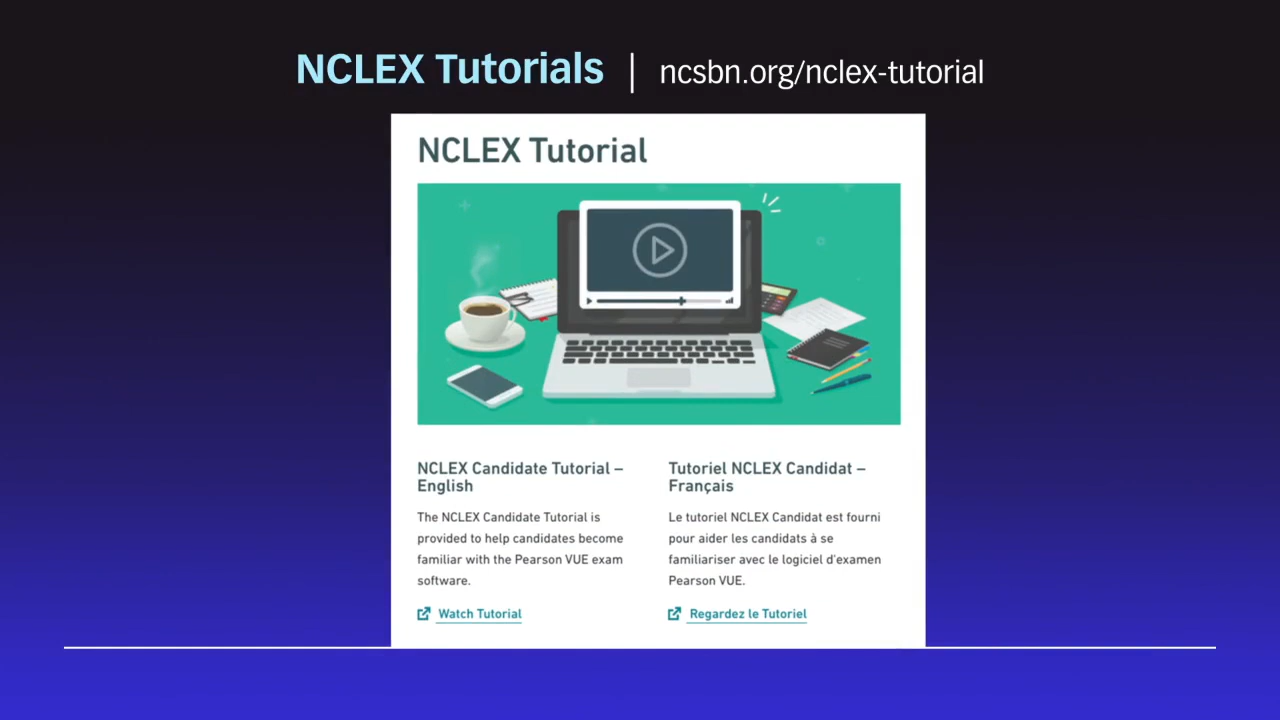 NCLEX Tutorials | ncsbn.org/nclex-tutorial
NCLEX Tutorial
NCLEX Candidate Tutorial –
English
The NCLEX Candidate Tutorial is
provided to help candidates become
familiar with the Pearson VUE exam
software.
Watch Tutorial
Tutoriel NCLEX Candidat –
Français
Le tutoriel NCLEX Candidat est fourni
pour aider les candidats à se
familiariser avec le logiciel d'examen
Pearson VUE.
Regardez le Tutoriel